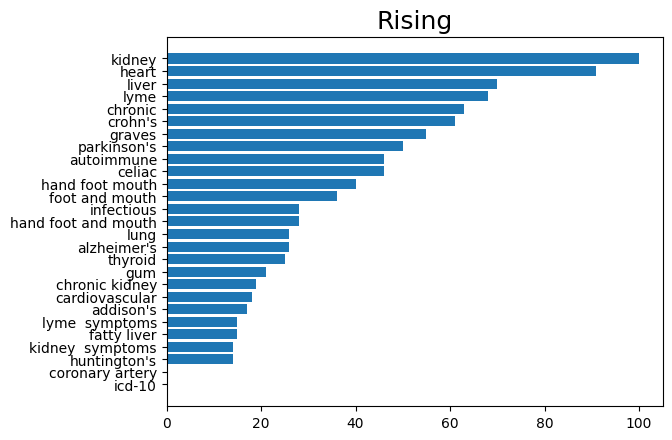 Rising
kidney
heart
liver
lyme
chronic
crohn's
graves
parkinson's
autoimmune
celiac
hand foot mouth
foot and mouth
infectious
hand foot and mouth
lung
alzheimer's
thyroid
gum
chronic kidney
cardiovascular
addison's
lyme  symptoms
fatty liver
kidney  symptoms
huntington's
coronary artery
icd-10
0 20 40 60 80 100